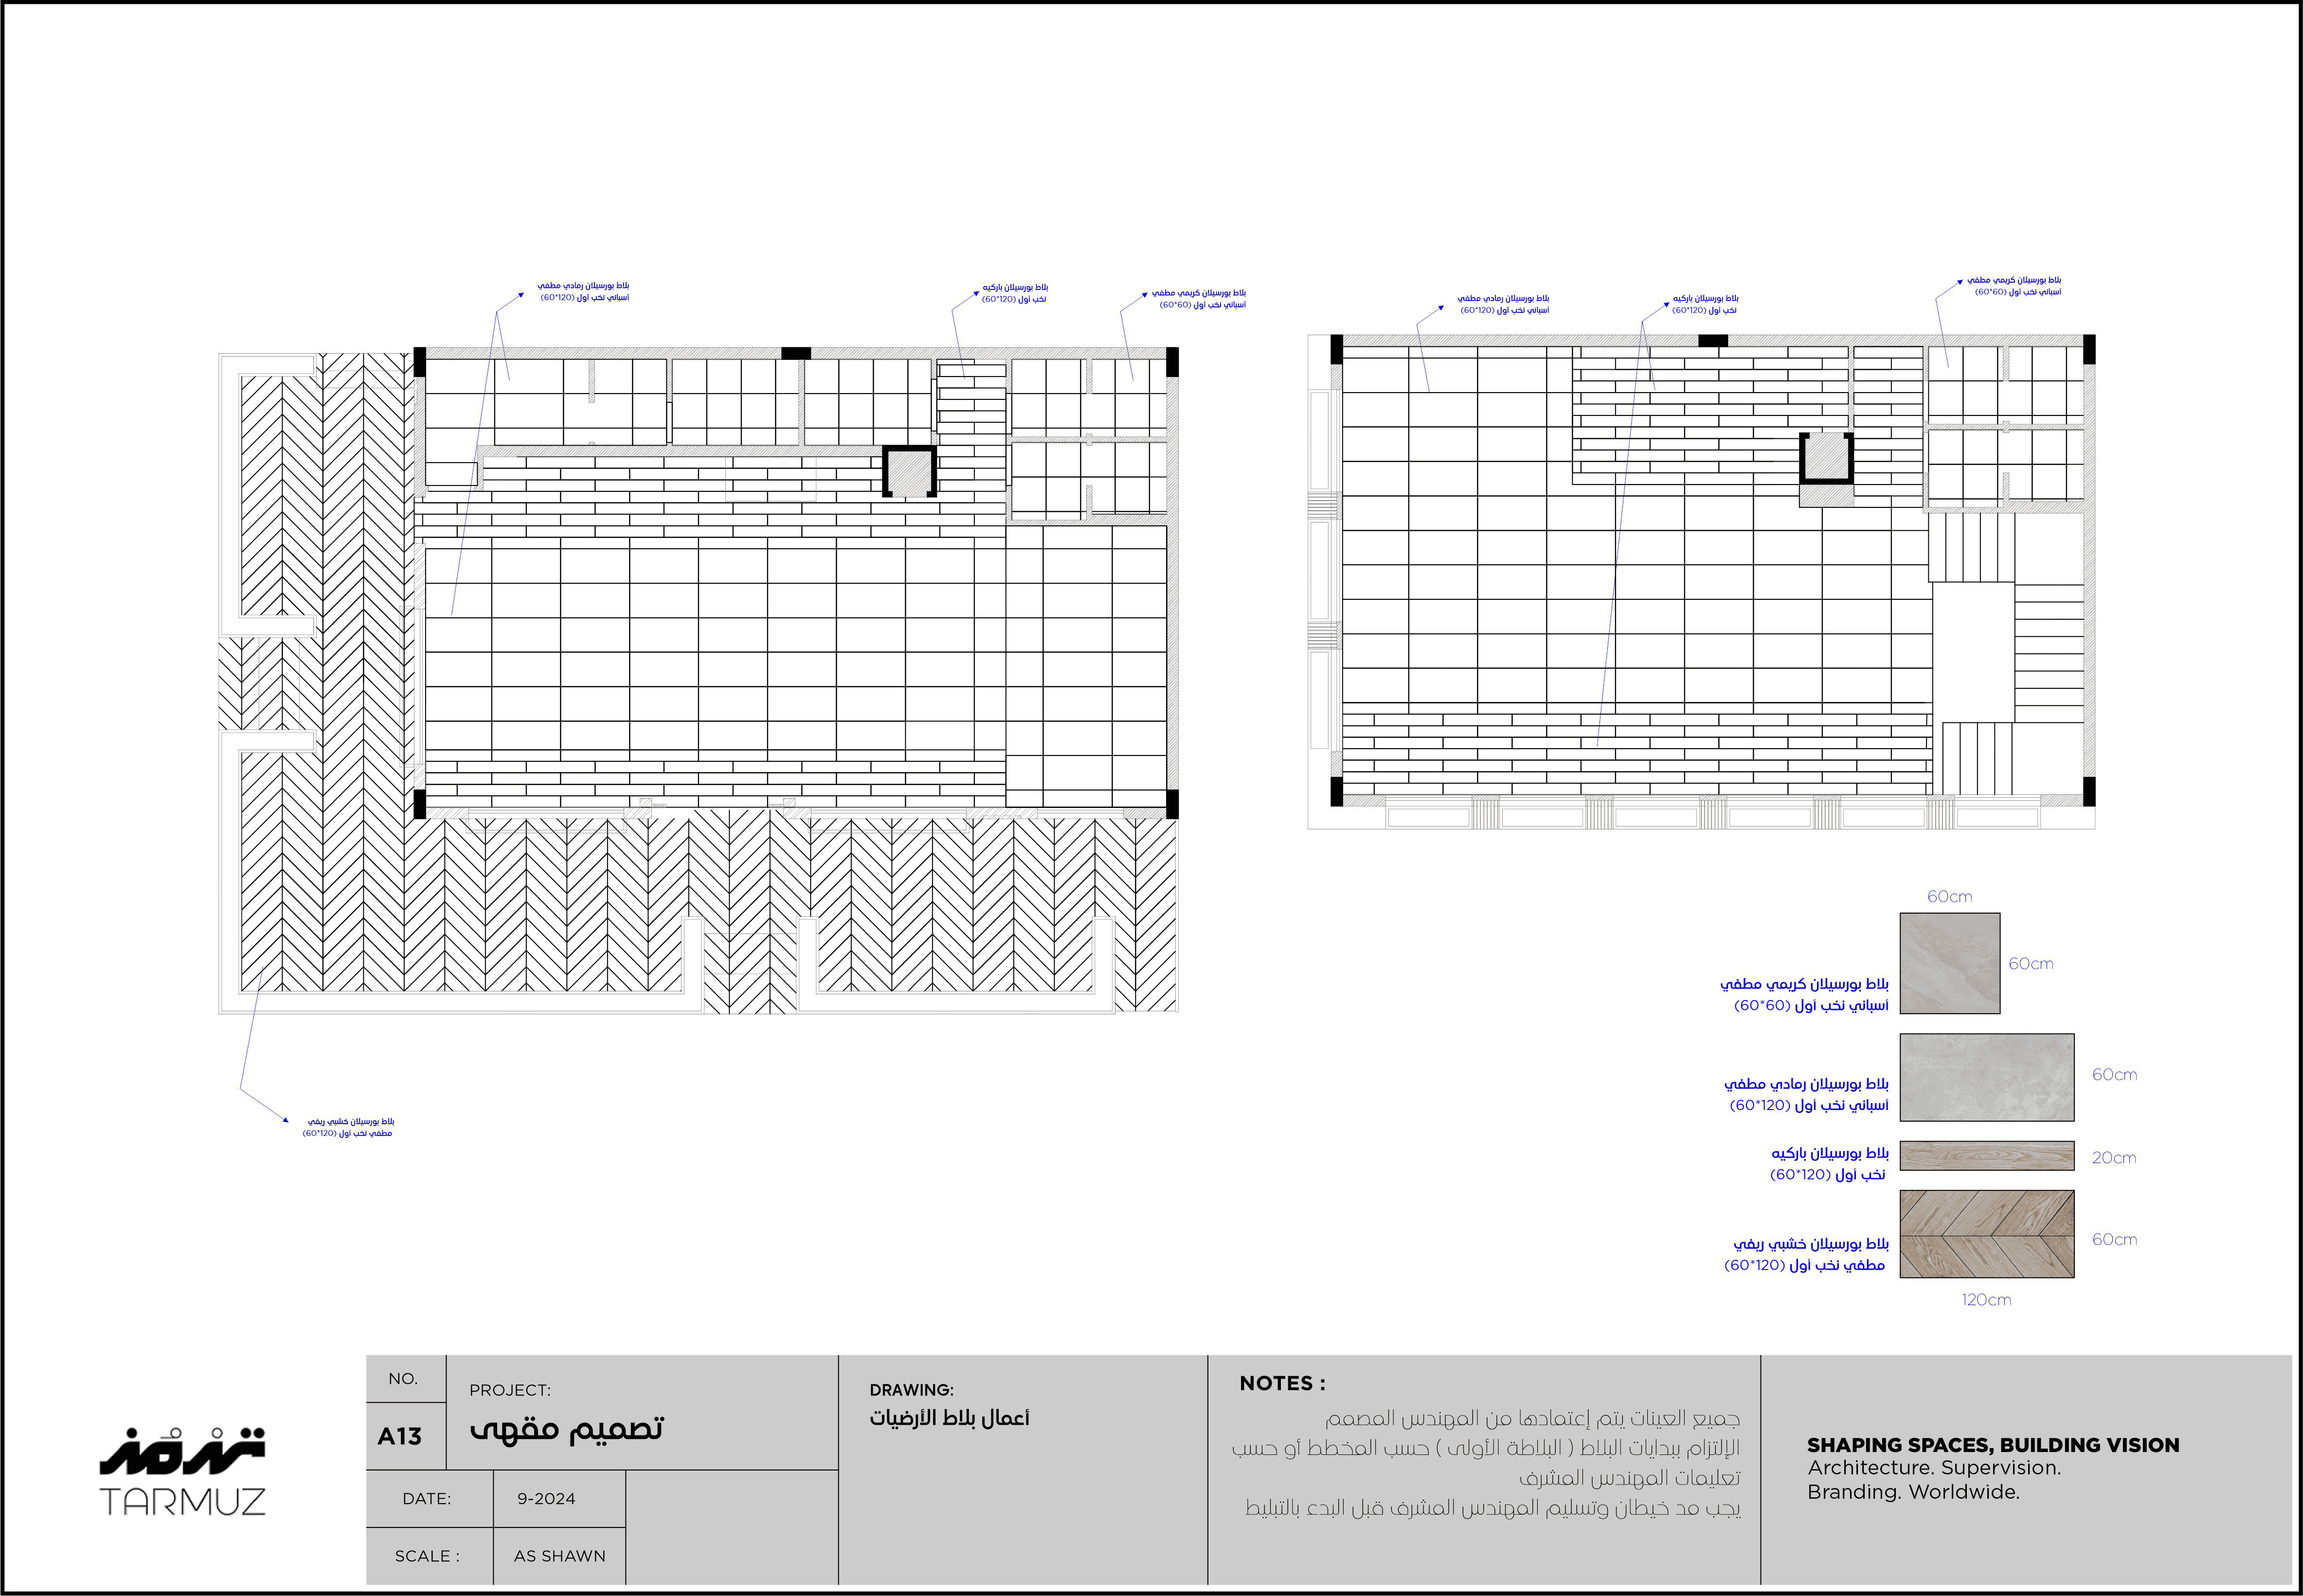 بلاط بورسيلان رمادي مطفي
أسباني نخب أول (120*60)
بلاط بورسيلان باركيه
نخب أول (120*60)
بلاط بورسيلان كريمي مطفي
أسباني نخب أول (60*60)
بلاط بورسيلان رمادي مطفي
أسباني نخب أول (120*60)
بلاط بورسيلان باركيه
نخب أول (120*60)
بلاط بورسيلان كريمي مطفي
أسباني نخب أول (60*60)
بلاط بورسيلان خشبي ريفي
مطفي نخب أول (120*60)
60cm
60cm
بلاط بورسيلان كريمي مطفي
أسباني نخب أول (60*60)
60cm
بلاط بورسيلان رمادي مطفي
أسباني نخب أول (120*60)
20cm
بلاط بورسيلان باركيه
نخب أول (120*60)
60cm
بلاط بورسيلان خشبي ريفي
مطفي نخب أول (120*60)
120cm
ترمز
TARMUZ
NO.
A13
PROJECT:
تصميم مقهى
DATE:
9-2024
SCALE :
AS SHAWN
DRAWING:
أعمال بلاط الأرضيات
NOTES :
جميع العينات يتم إعتمادها من المهندس المصمم
الإلتزام ببدايات البلاط ( البلاطة الأولى ) حسب المخطط أو حسب
تعليمات المهندس المشرف
يجب مد خيطان وتسليم المهندس المشرف قبل البدء بالتبليط
SHAPING SPACES, BUILDING VISION
Architecture. Supervision.
Branding. Worldwide.